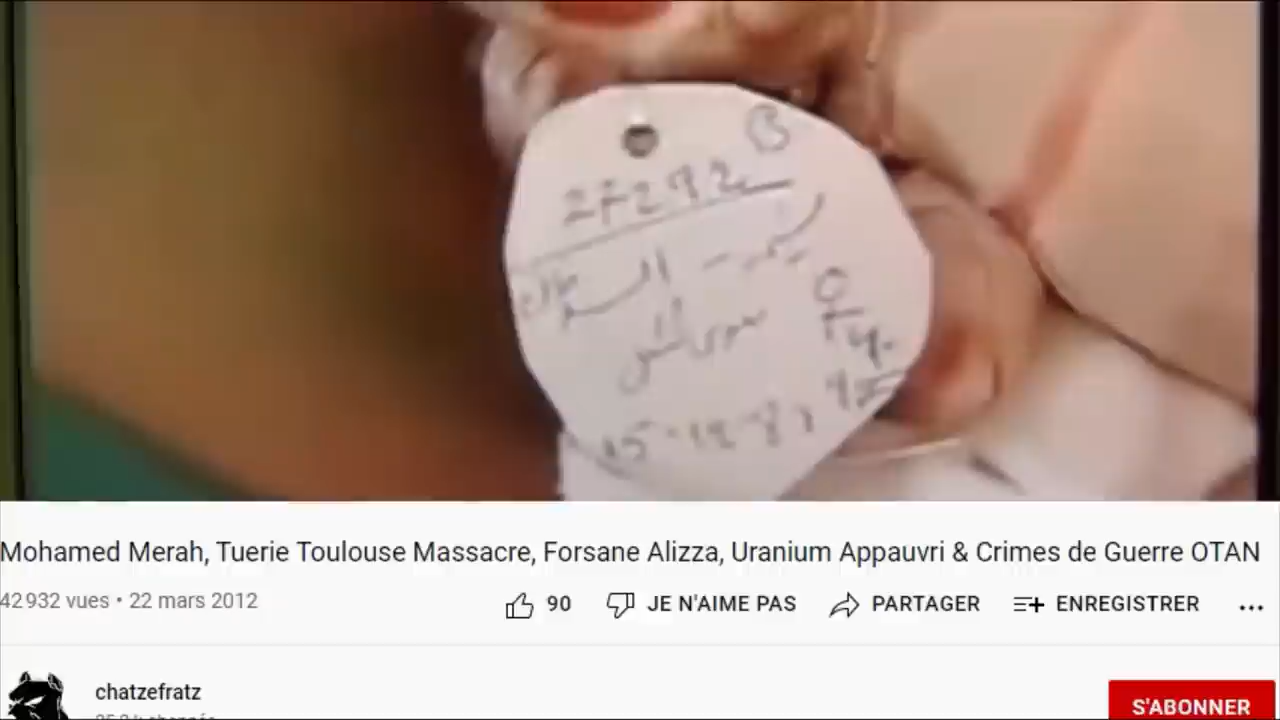 B
27292
Mohamed Merah, Tuerie Toulouse Massacre, Forsane Alizza, Uranium Appauvri & Crimes de Guerre OTAN
42 932 vues • 22 mars 2012
90
JE N'AIME PAS
PARTAGER
ENREGISTRER
...
chatzefratz
S'ABONNER